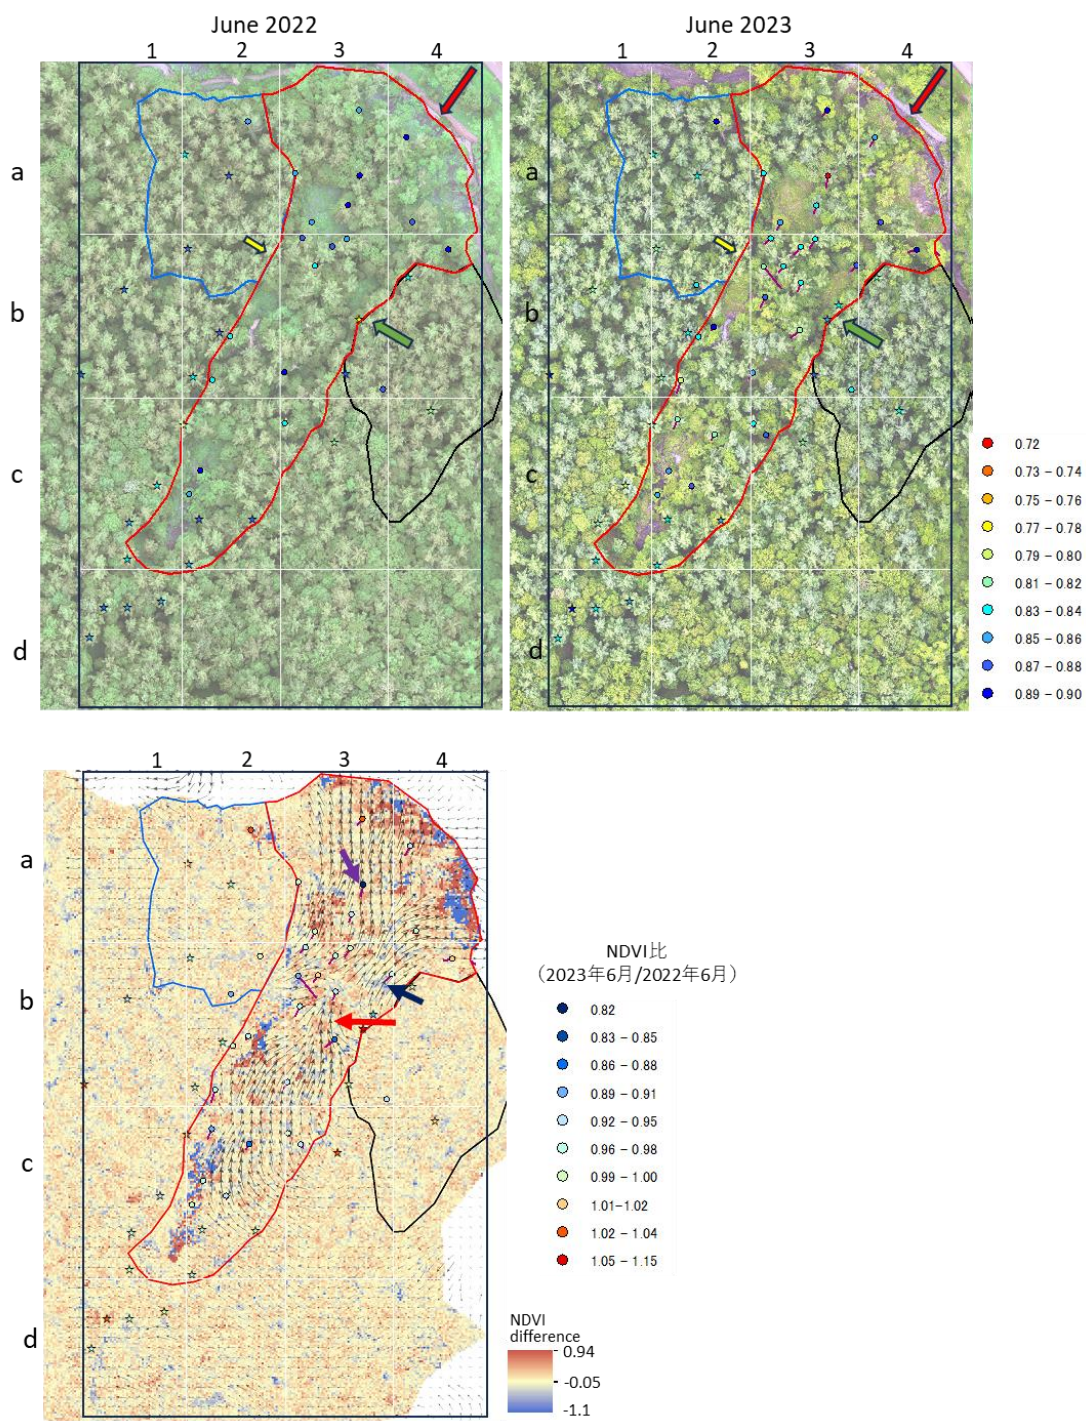 June 2022
June 2023
1 2 3 4
1 2 3 4
a
b
c
d
a
b
c
d
0.72
0.73 – 0.74
0.75 – 0.76
0.77 – 0.78
0.79 – 0.80
0.81 – 0.82
0.83 – 0.84
0.85 – 0.86
0.87 – 0.88
0.89 – 0.90
1 2 3 4
a
b
c
d
NDVI比
（2023年6月/2022年6月）
0.82
0.83 – 0.85
0.86 – 0.88
0.89 – 0.91
0.92 – 0.95
0.96 – 0.98
0.99 – 1.00
1.01–1.02
1.02 – 1.04
1.05 – 1.15
NDVI
difference
0.94
-0.05
-1.1